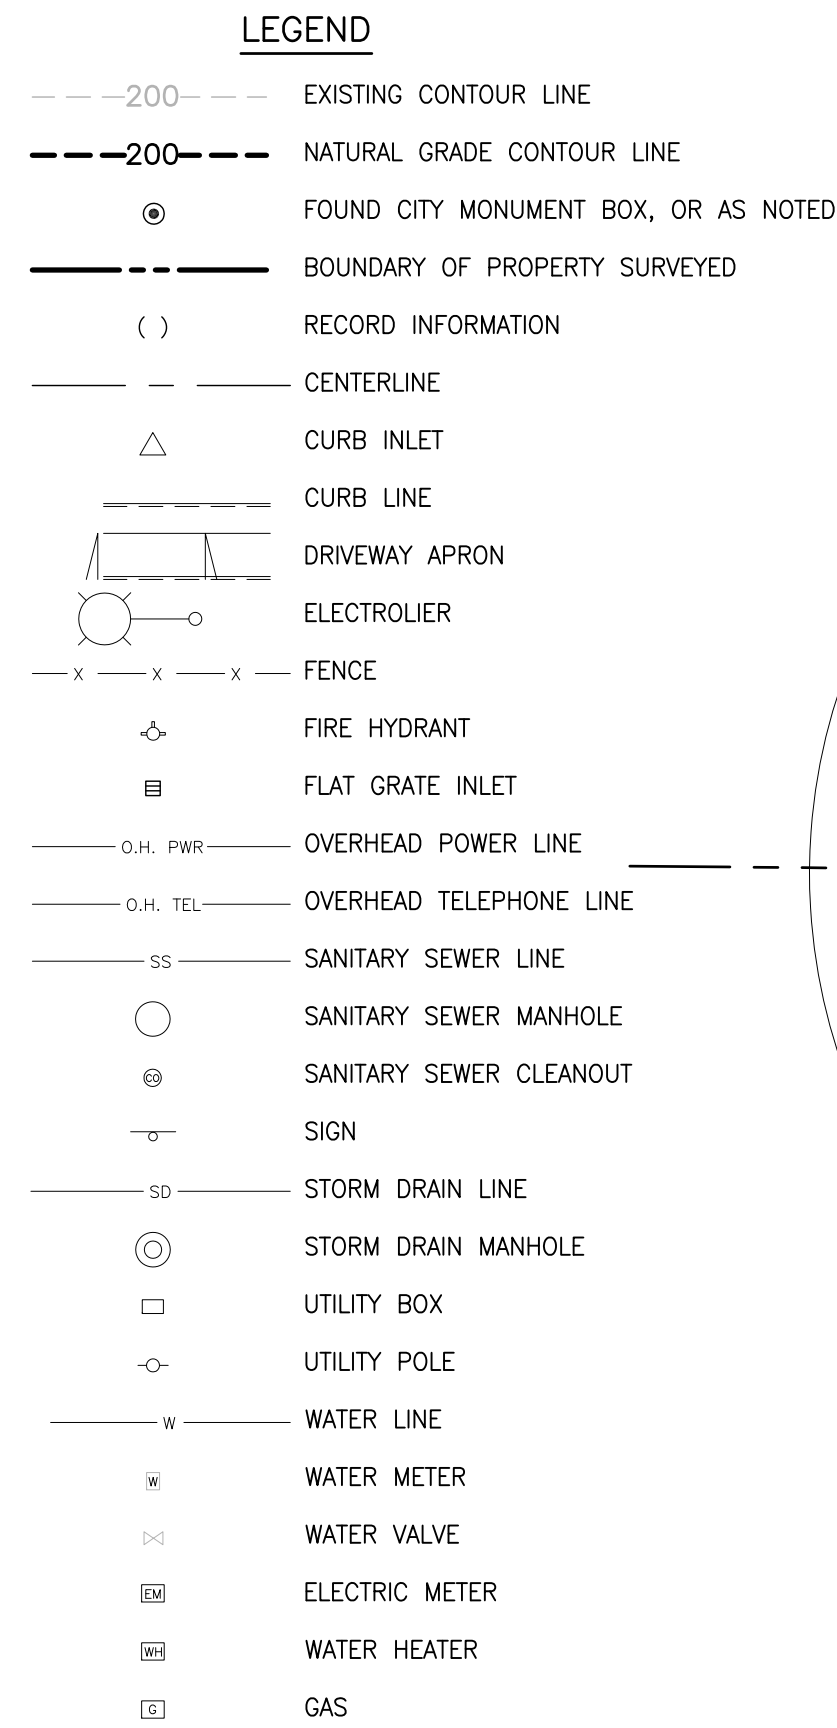 LEGEND
200 EXISTING CONTOUR LINE
200 NATURAL GRADE CONTOUR LINE
FOUND CITY MONUMENT BOX, OR AS NOTED
BOUNDARY OF PROPERTY SURVEYED
( ) RECORD INFORMATION
CENTERLINE
CURB INLET
CURB LINE
DRIVEWAY APRON
ELECTROLIER
X X X FENCE
FIRE HYDRANT
FLAT GRATE INLET
O.H. PWR OVERHEAD POWER LINE
O.H. TEL OVERHEAD TELEPHONE LINE
SS SANITARY SEWER LINE
SANITARY SEWER MANHOLE
CO SANITARY SEWER CLEANOUT
SIGN
SD STORM DRAIN LINE
STORM DRAIN MANHOLE
UTILITY BOX
UTILITY POLE
W WATER LINE
W WATER METER
WATER VALVE
EM ELECTRIC METER
WH WATER HEATER
G GAS